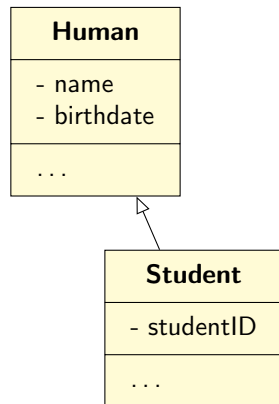 Human
- name
- birthdate
. . .
Student
- studentID
. . .